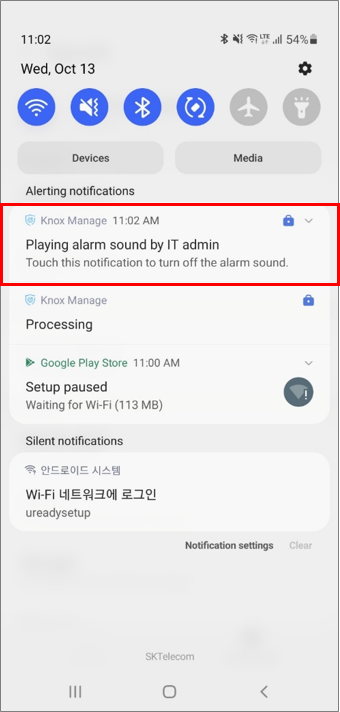 11:02
LTE
54%
Wed, Oct 13
Devices
Media
Alerting notifications
Knox Manage 11:02 AM
Playing alarm sound by IT admin
Touch this notification to turn off the alarm sound.
Knox Manage
Processing
Google Play Store 11:00 AM
Setup paused
Waiting for Wi-Fi (113 MB)
Silent notifications
안드로이드 시스템
Wi-Fi 네트워크에 로그인
ureadysetup
Notification settings
Clear
SKTelecom